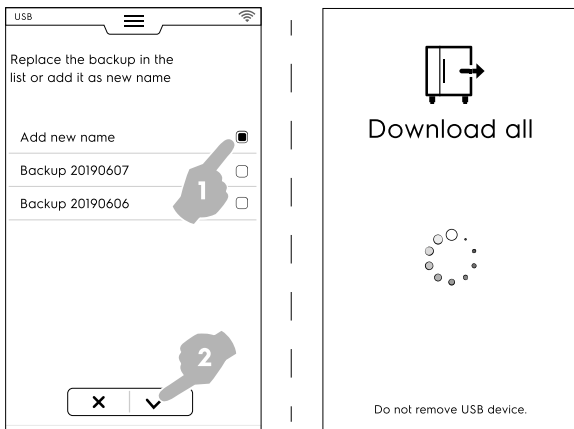 USB
Replace the backup in the
list or add it as new name
Add new name
Backup 20190607
Backup 20190606
1
2
Download all
Do not remove USB device.